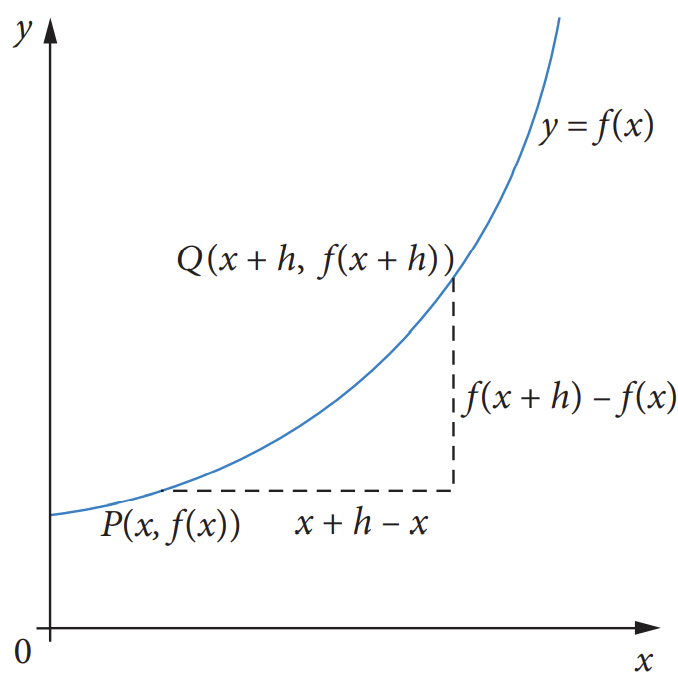 y
y = f(x)
Q(x + h, f(x + h))
f(x + h) – f(x)
P(x, f(x))
x + h – x
0
x